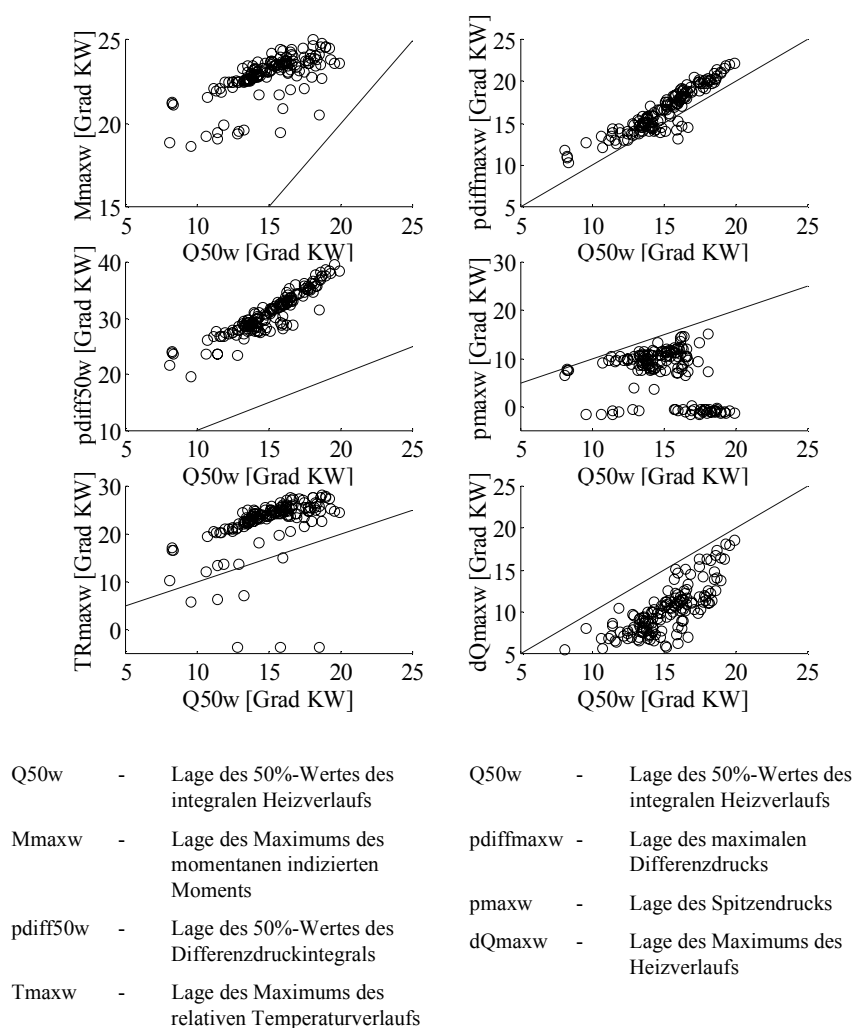 25
20
15
5
10
15
20
25
Mmaxw [Grad KW]
Q50w [Grad KW]
25
20
15
10
5
5
10
15
20
25
pdiffmaxw [Grad KW]
Q50w [Grad KW]
40
30
20
10
5
10
15
20
25
pdiff50w [Grad KW]
Q50w [Grad KW]
30
20
10
0
5
10
15
20
25
pmaxw [Grad KW]
Q50w [Grad KW]
30
20
10
0
5
10
15
20
25
TRmaxw [Grad KW]
Q50w [Grad KW]
25
20
15
10
5
5
10
15
20
25
dQmaxw [Grad KW]
Q50w [Grad KW]
Q50w - Lage des 50%-Wertes des
integralen Heizverlaufs
Mmaxw - Lage des Maximums des
momentanen indizierten
Moments
pdiff50w - Lage des 50%-Wertes des
Differenzdruckintegrals
Tmaxw - Lage des Maximums des
relativen Temperaturverlaufs
Q50w - Lage des 50%-Wertes des
integralen Heizverlaufs
pdiffmaxw - Lage des maximalen
Differenzdrucks
pmaxw - Lage des Spitzendrucks
dQmaxw - Lage des Maximums des
Heizverlaufs